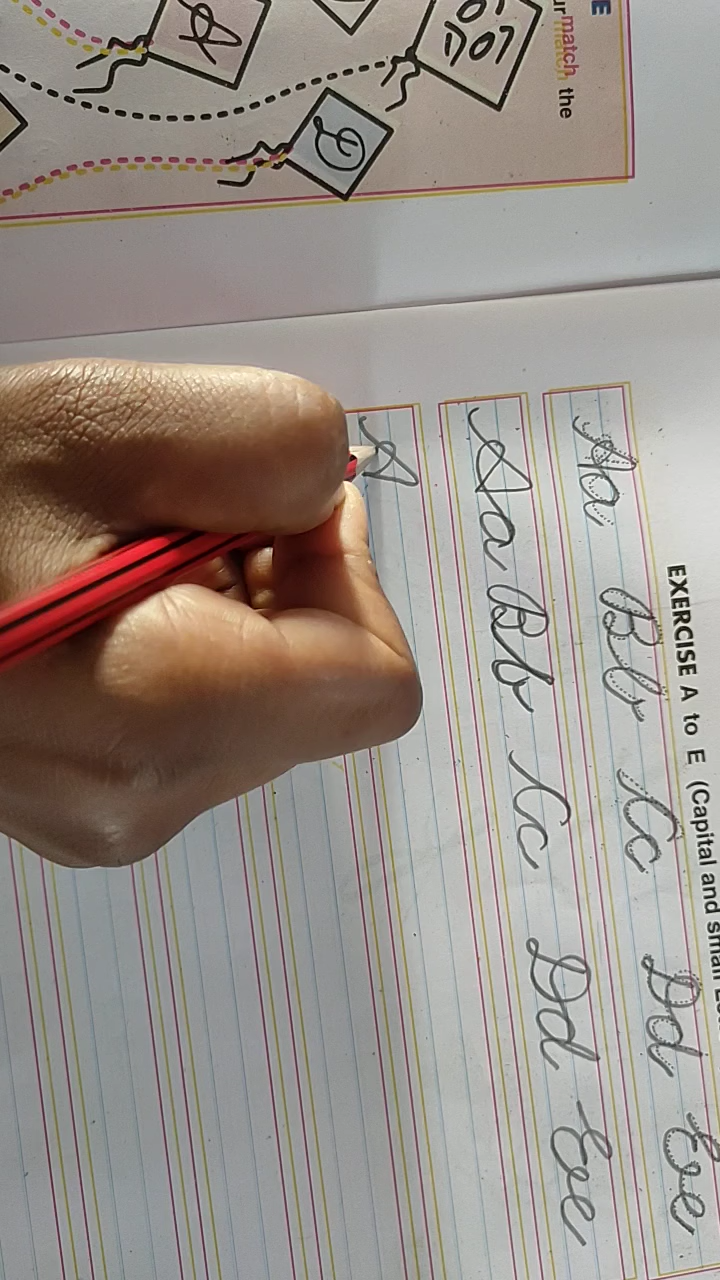 E
match the
A
D
EXERCISE A to E (Capital and small
Aa Bb Cc Dd Ee
Aa Bb Cc Dd Ee
A